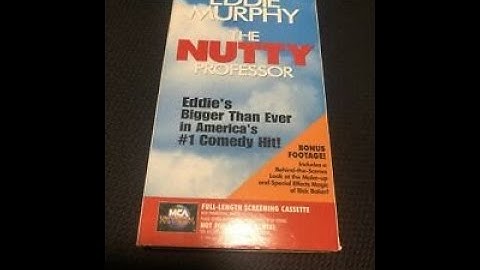 EDDIE
MURPHY
THE
NUTTY
PROFESSOR
Eddie's
Bigger Than Ever
in America's
#1 Comedy Hit!
BONUS
FOOTAGE!
Includes a
Behind-the-Scenes
Look at the Make-up
and Special Effects Magic
of Rick Baker!
MCA
FULL-LENGTH SCREENING CASSETTE